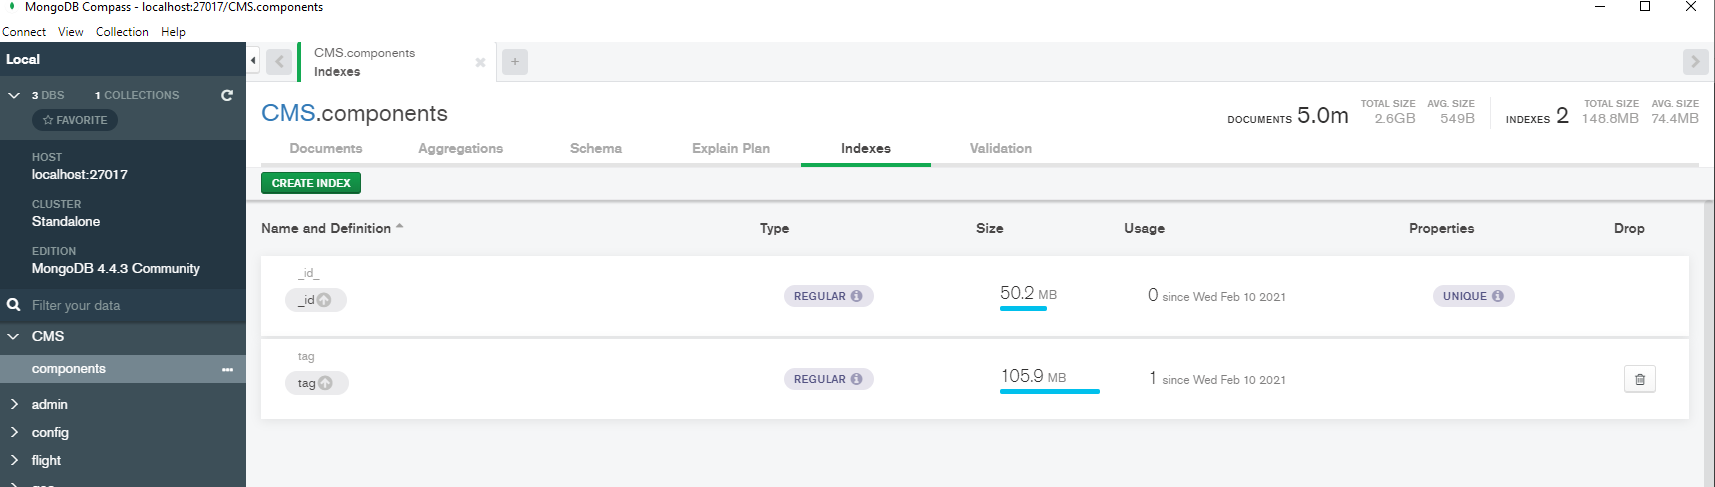 MongoDB Compass - localhost:27017/CMS.components
Connect View Collection Help
Local
3 DBS 1 COLLECTIONS
FAVORITE
HOST
localhost:27017
CLUSTER
Standalone
EDITION
MongoDB 4.4.3 Community
Filter your data
CMS
components
admin
config
flight
CMS.components
Indexes
CMS.components
DOCUMENTS 5.0m TOTAL SIZE 2.6GB AVG. SIZE 549B INDEXES 2 TOTAL SIZE 148.8MB AVG. SIZE 74.4MB
Documents Aggregations Schema Explain Plan Indexes Validation
CREATE INDEX
Name and Definition Type Size Usage Properties Drop
_id_
_id REGULAR 50.2 MB 0 since Wed Feb 10 2021 UNIQUE
tag
tag REGULAR 105.9 MB 1 since Wed Feb 10 2021